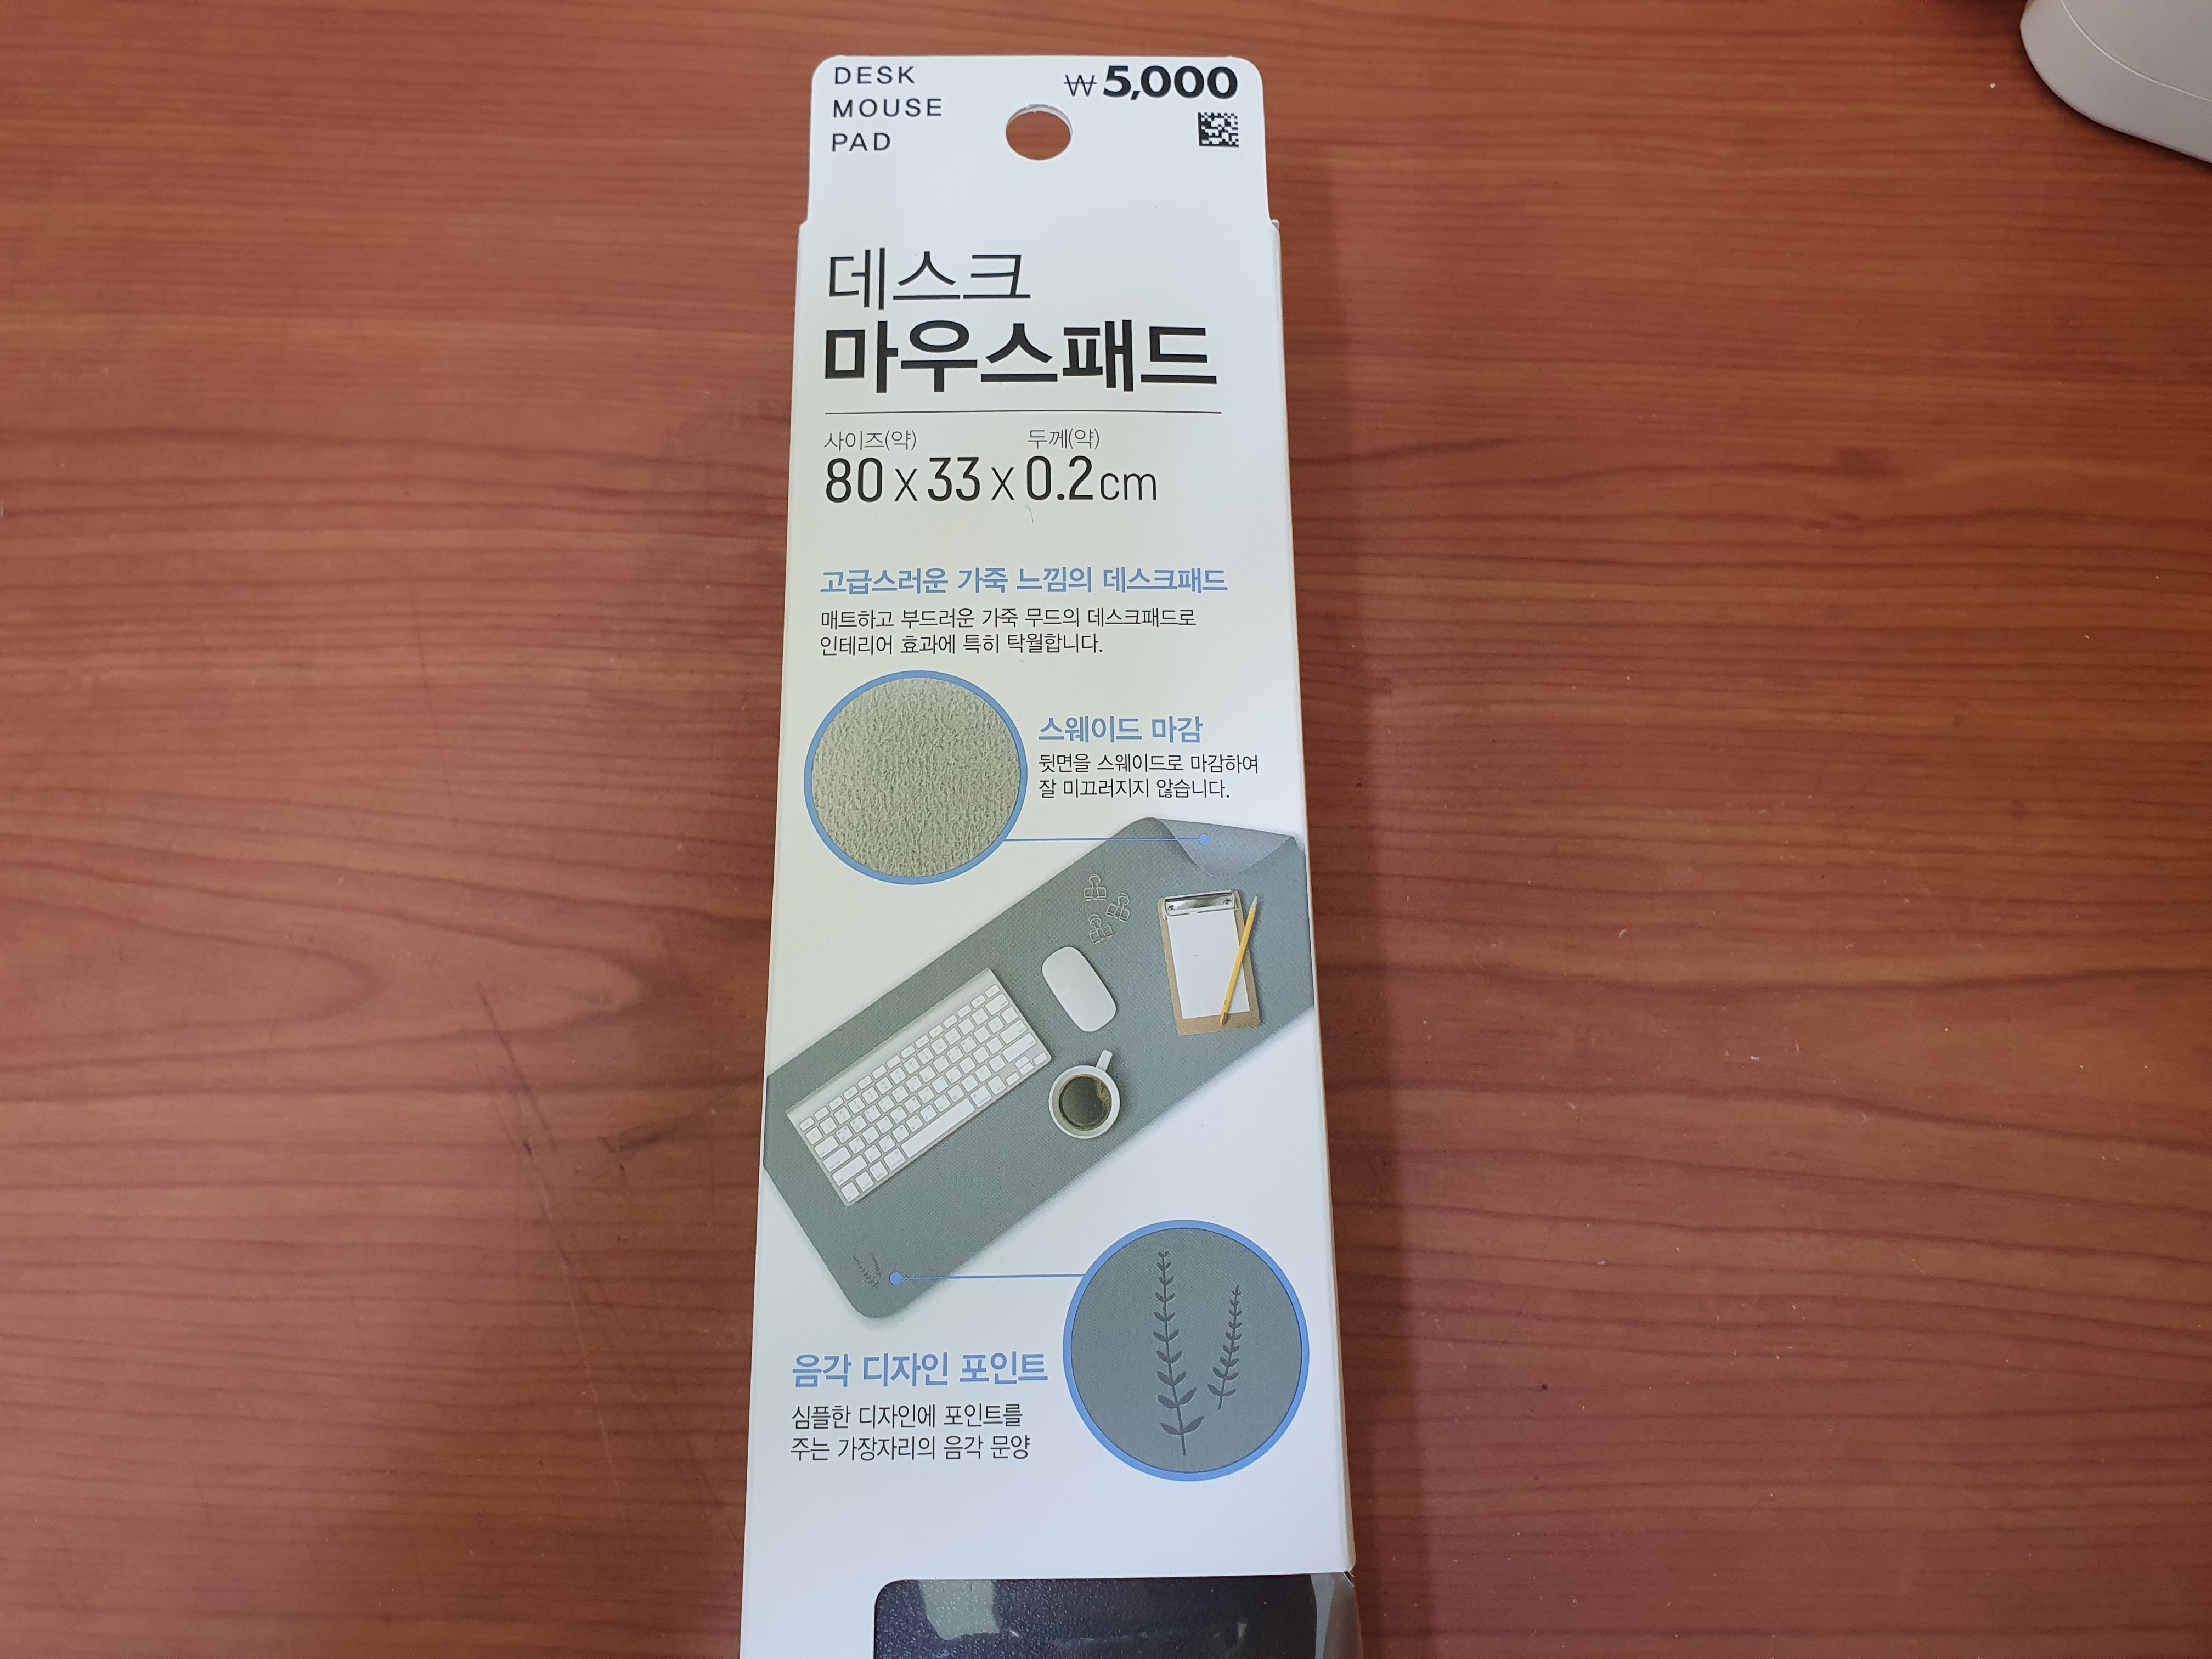 DESK
MOUSE
PAD
₩5,000
데스크
마우스패드
사이즈(약) 두께(약)
80 X 33 X 0.2cm
고급스러운 가죽 느낌의 데스크패드
매트하고 부드러운 가죽 무드의 데스크패드로
인테리어 효과에 특히 탁월합니다.
스웨이드 마감
뒷면을 스웨이드로 마감하여
잘 미끄러지지 않습니다.
음각 디자인 포인트
심플한 디자인에 포인트를
주는 가장자리의 음각 문양